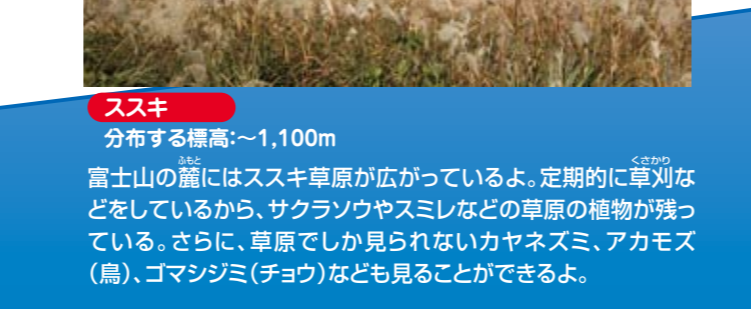 ススキ
分布する標高:～1,100m
ふもと くさかり
富士山の麓にはススキ草原が広がっているよ。定期的に草刈な
どをしているから、サクラソウやスミレなどの草原の植物が残っ
ている。さらに、草原でしか見られないカヤネズミ、アカモズ
（鳥）、ゴマシジミ（チョウ）なども見ることができるよ。